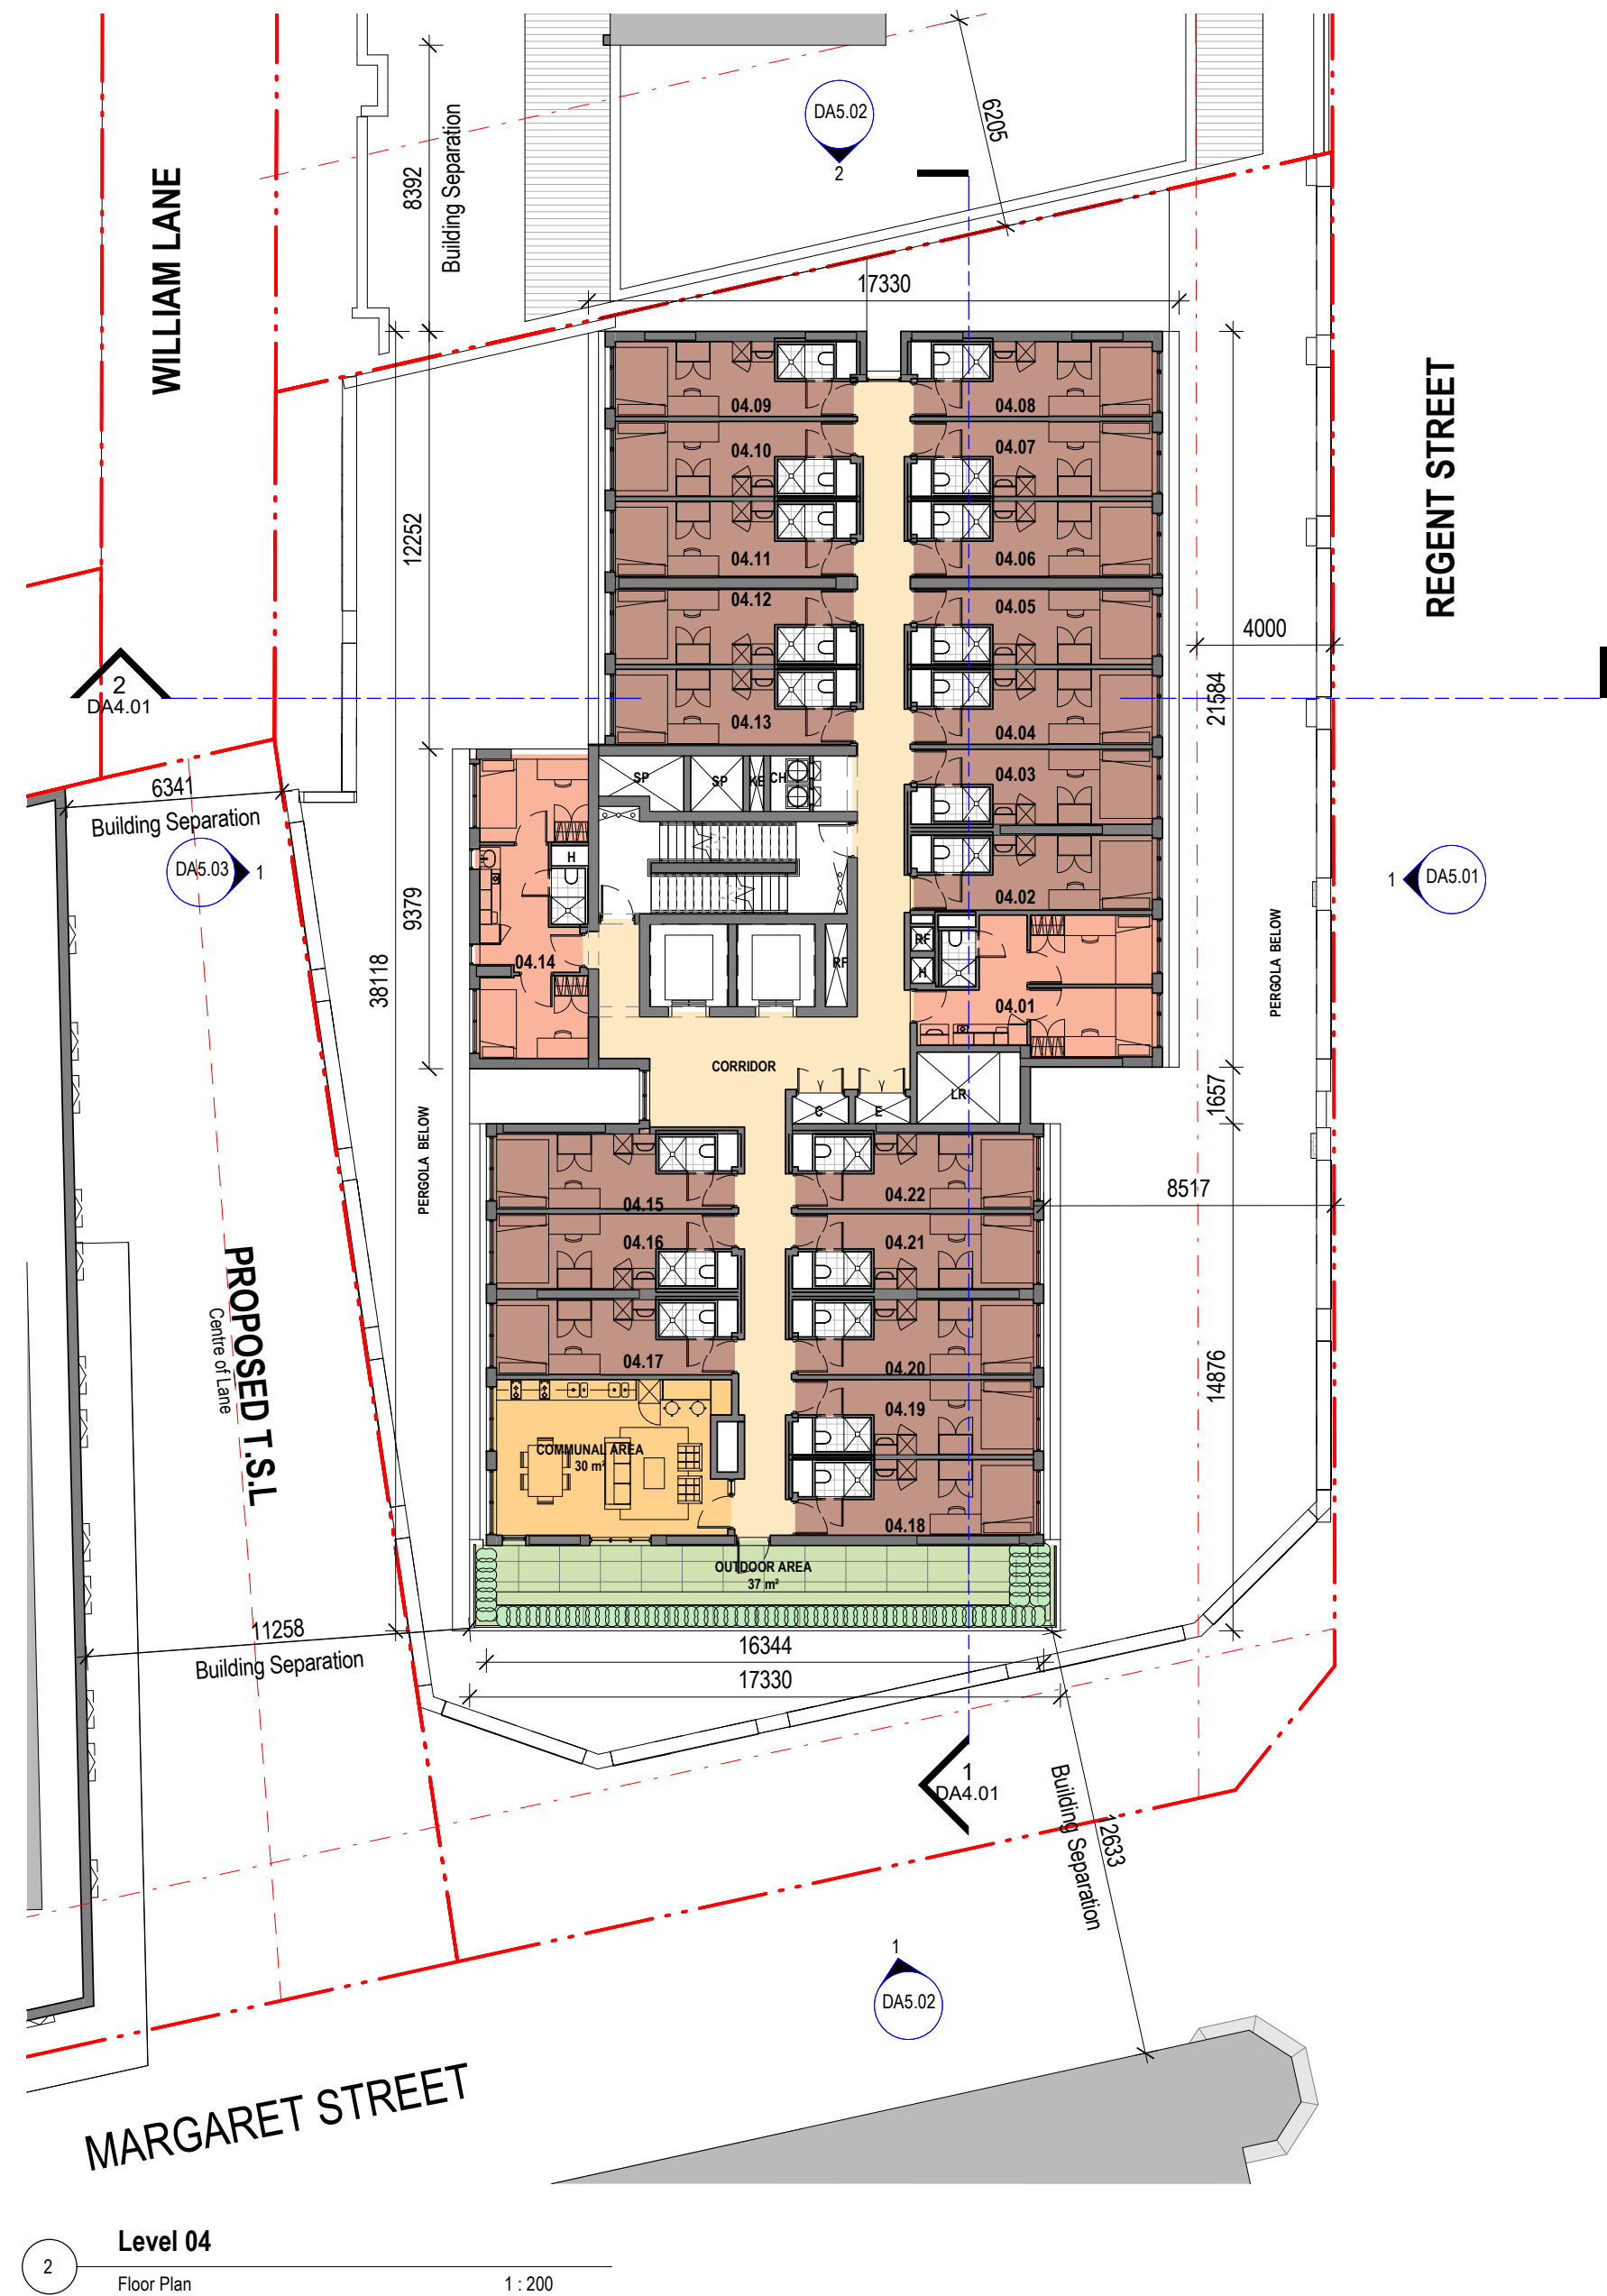 WILLIAM LANE
8392
Building Separation
DA5.02
2
6205
17330
REGENT STREET
04.09
04.08
04.10
04.07
12252
04.11
04.06
04.12
04.05
4000
2
DA4.01
21584
04.13
04.04
04.03
SP
SP
KE
CH
6341
Building Separation
DA5.03
1
H
1
DA5.01
04.02
9379
38118
04.14
RF
RF
H
PERGOLA BELOW
04.01
CORRIDOR
C
E
LR
1657
PERGOLA BELOW
04.15
04.22
8517
04.16
04.21
PROPOSED T.S.L
Centre of Lane
04.17
04.20
14876
04.19
COMMUNAL AREA
30 m²
04.18
OUTDOOR AREA
37 m²
11258
Building Separation
16344
17330
1
DA4.01
Building Separation
12633
1
DA5.02
MARGARET STREET
2
Level 04
Floor Plan
1 : 200